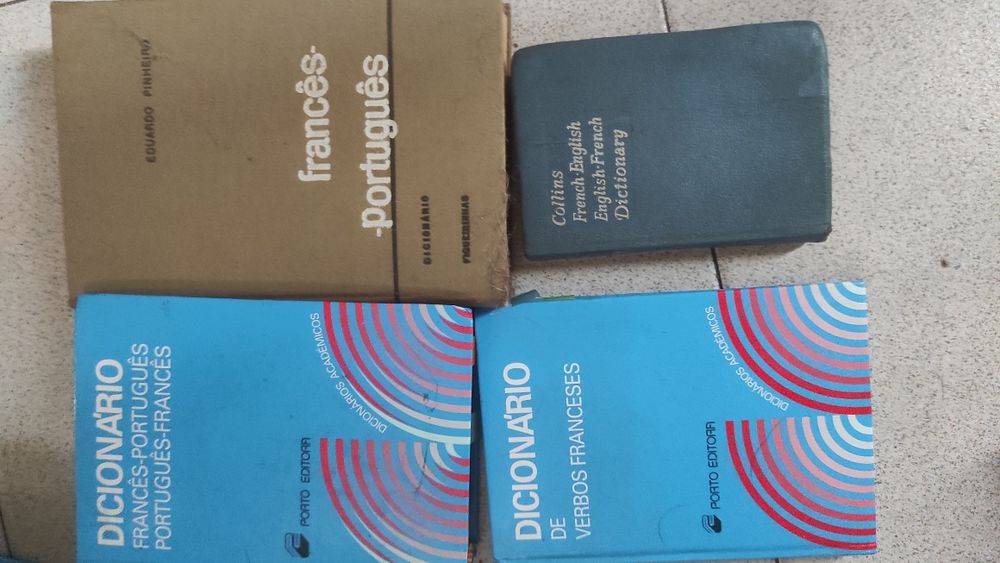 EDUARDO PINHEIRO
francês-
-português
DICIONÁRIO
FIGUEIRINHAS
Collins
French·English
English·French
Dictionary
DICIONÁRIO
FRANCÊS-PORTUGUÊS
PORTUGUÊS-FRANCÊS
DICIONÁRIOS ACADÉMICOS
PORTO EDITORA
DICIONÁRIO
DE
VERBOS FRANCESES
DICIONÁRIOS ACADÉMICOS
PORTO EDITORA